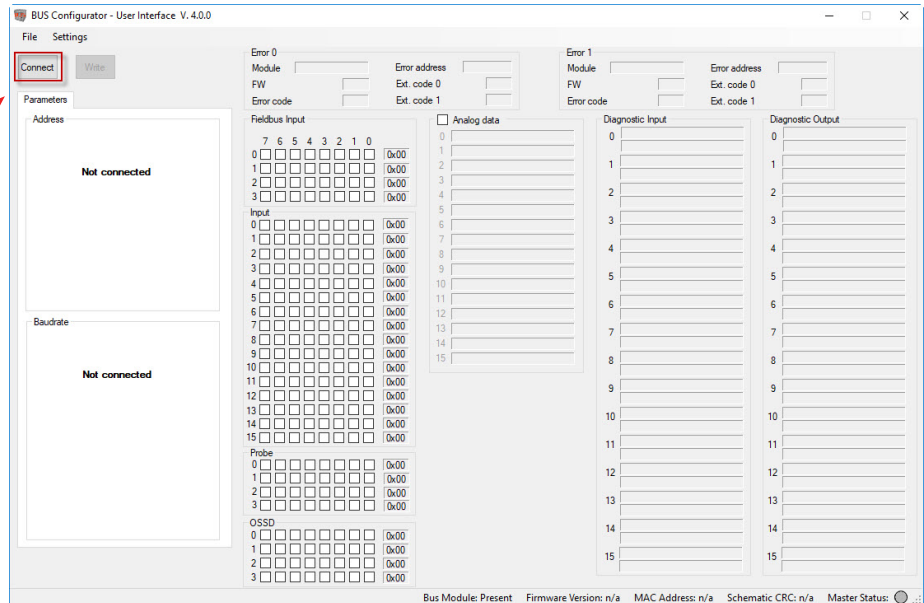 BUS Configurator - User Interface V. 4.0.0
File Settings
Connect Write
Parameters
Address
Not connected
Baudrate
Not connected
Error 0
Module Error address
FW Ext. code 0
Error code Ext. code 1
Error 1
Module Error address
FW Ext. code 0
Error code Ext. code 1
Fieldbus Input
7 6 5 4 3 2 1 0
0 0x00
1 0x00
2 0x00
3 0x00
Input
0 0x00
1 0x00
2 0x00
3 0x00
4 0x00
5 0x00
6 0x00
7 0x00
8 0x00
9 0x00
10 0x00
11 0x00
12 0x00
13 0x00
14 0x00
15 0x00
Probe
0 0x00
1 0x00
2 0x00
3 0x00
OSSD
0 0x00
1 0x00
2 0x00
3 0x00
Analog data
0
1
2
3
4
5
6
7
8
9
10
11
12
13
14
15
Diagnostic Input
0
1
2
3
4
5
6
7
8
9
10
11
12
13
14
15
Diagnostic Output
0
1
2
3
4
5
6
7
8
9
10
11
12
13
14
15
Bus Module: Present Firmware Version: n/a MAC Address: n/a Schematic CRC: n/a Master Status: